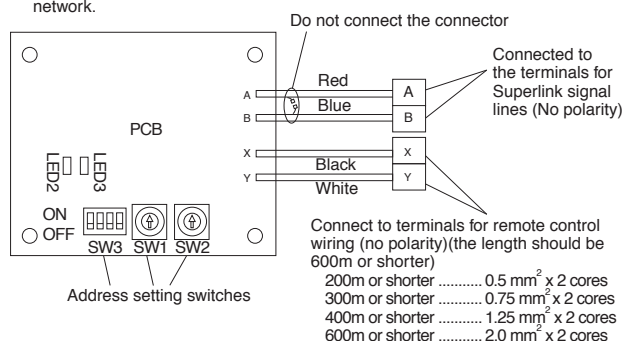 network.
Do not connect the connector
Connected to
the terminals for
Superlink signal
lines (No polarity)
A
Red
A
B
Blue
B
PCB
X
X
Black
Y
Y
White
LED2
LED3
ON
OFF
SW3
SW1
SW2
Address setting switches
Connect to terminals for remote control
wiring (no polarity)(the length should be
600m or shorter)
200m or shorter ........... 0.5 mm² x 2 cores
300m or shorter ........... 0.75 mm² x 2 cores
400m or shorter ........... 1.25 mm² x 2 cores
600m or shorter ........... 2.0 mm² x 2 cores